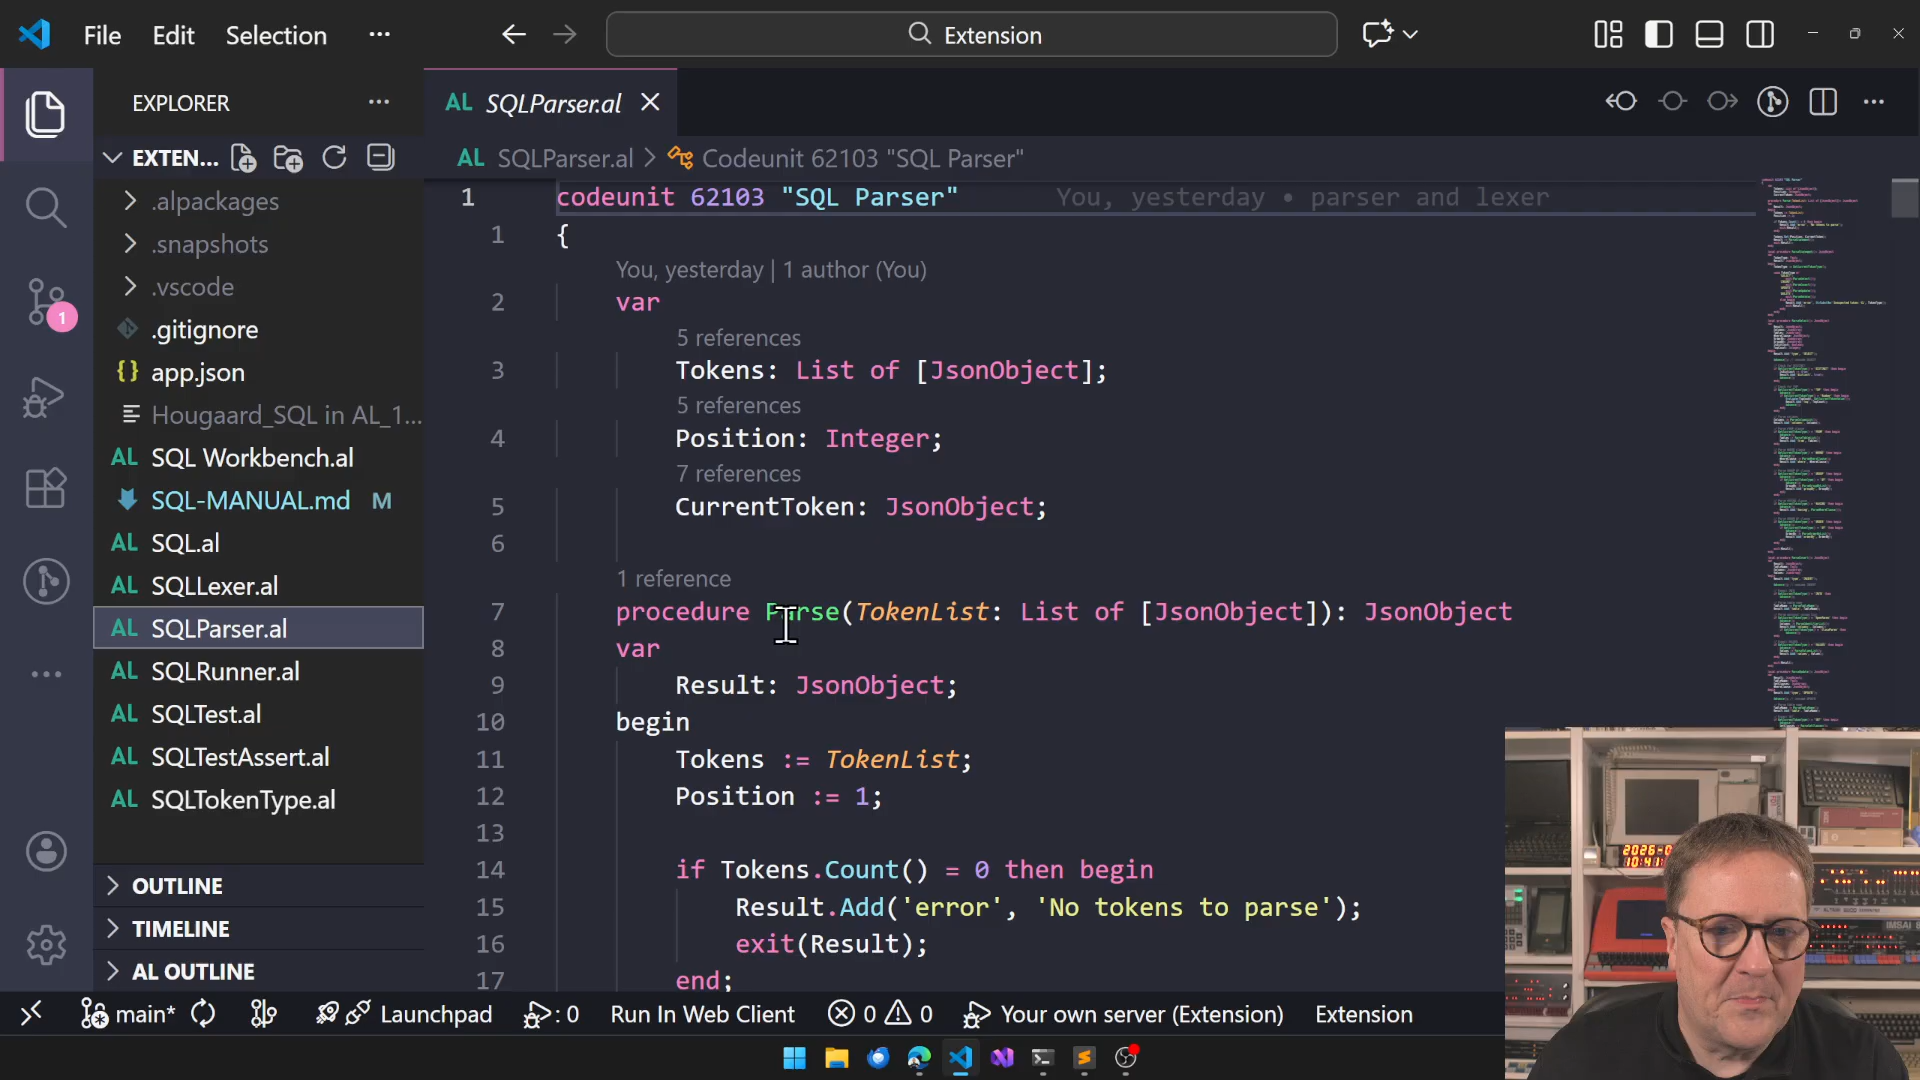 File Edit Selection ···
Extension
EXPLORER ···
SQLParser.al
EXTEN...
SQLParser.al > Codeunit 62103 "SQL Parser"
.alpackages
.snapshots
.vscode
.gitignore
{} app.json
Hougaard_SQL in AL_1...
AL SQL Workbench.al
SQL-MANUAL.md M
AL SQL.al
AL SQLLexer.al
AL SQLParser.al
AL SQLRunner.al
AL SQLTest.al
AL SQLTestAssert.al
AL SQLTokenType.al
OUTLINE
TIMELINE
AL OUTLINE
1
1 codeunit 62103 "SQL Parser" You, yesterday • parser and lexer
1 {
You, yesterday | 1 author (You)
2 var
5 references
3 Tokens: List of [JsonObject];
5 references
4 Position: Integer;
7 references
5 CurrentToken: JsonObject;
6
1 reference
7 procedure Parse(TokenList: List of [JsonObject]): JsonObject
8 var
9 Result: JsonObject;
10 begin
11 Tokens := TokenList;
12 Position := 1;
13
14 if Tokens.Count() = 0 then begin
15 Result.Add('error', 'No tokens to parse');
16 exit(Result);
17 end;
main* Launchpad : 0 Run In Web Client 0 0 Your own server (Extension) Extension